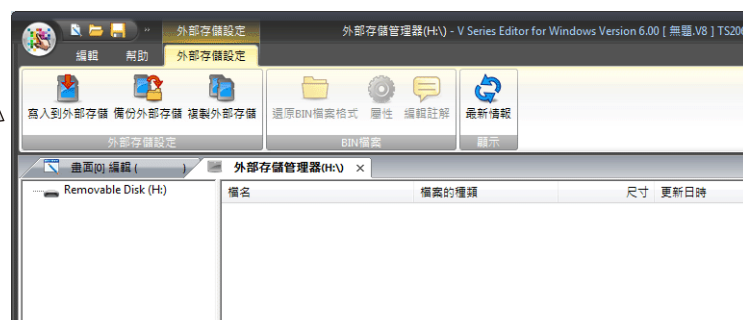 外部存儲設定 外部存儲管理器(H:\) - V Series Editor for Windows Version 6.00 [ 無題.V8 ] TS200
編輯 幫助 外部存儲設定
寫入到外部存儲 備份外部存儲 複製外部存儲 還原BIN檔案格式 屬性 編輯註解 最新情報
外部存儲設定 BIN檔案 顯示
畫面[0] 編輯 ( ) 外部存儲管理器(H:\) ×
Removable Disk (H:) 檔名 檔案的種類 尺寸 更新日時